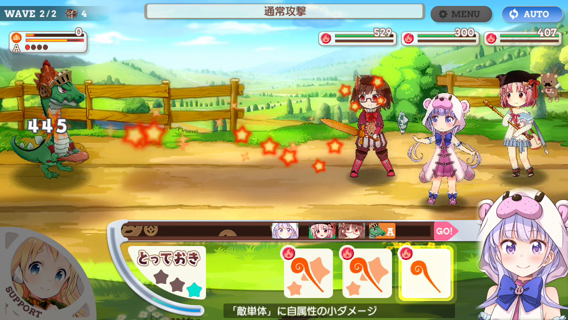 WAVE 2/2 4
通常攻撃
MENU
AUTO
0
529
300
407
A
445
GO!
A
とっておき
SUPPORT
「敵単体」に自属性の小ダメージ